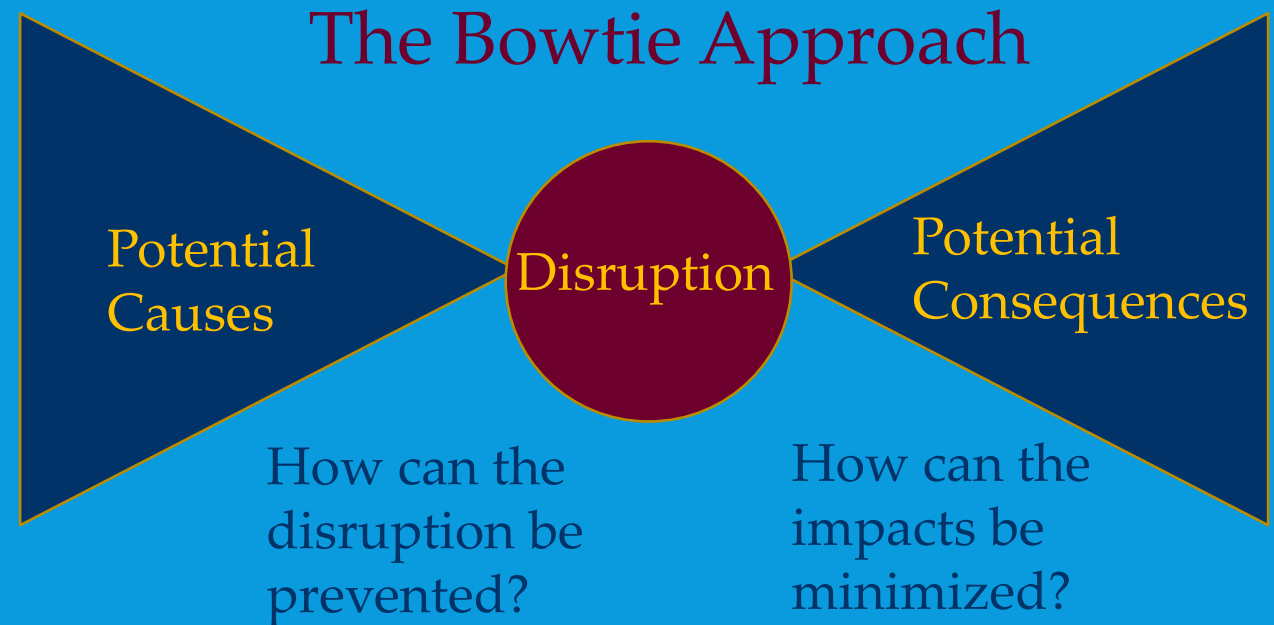 The Bowtie Approach
Potential
Causes
Disruption
Potential
Consequences
How can the
disruption be
prevented?
How can the
impacts be
minimized?